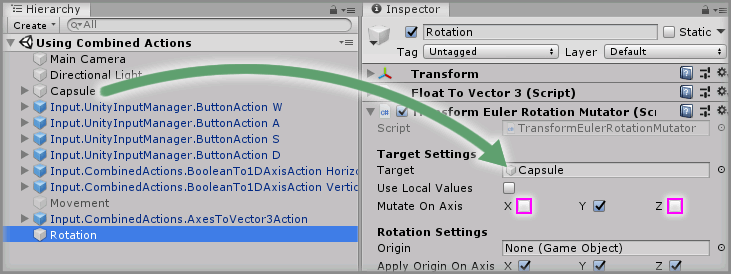 Hierarchy
Create
All
Using Combined Actions
Main Camera
Directional Light
Capsule
Input.UnityInputManager.ButtonAction W
Input.UnityInputManager.ButtonAction A
Input.UnityInputManager.ButtonAction S
Input.UnityInputManager.ButtonAction D
Input.CombinedActions.BooleanTo1DAxisAction Horizo
Input.CombinedActions.BooleanTo1DAxisAction Vertic
Movement
Input.CombinedActions.AxesToVector3Action
Rotation
Inspector
Rotation
Static
Tag Untagged Layer Default
Transform
Float To Vector 3 (Script)
Transform Euler Rotation Mutator (Scr
Script TransformEulerRotationMutator
Target Settings
Target Capsule
Use Local Values
Mutate On Axis X Y Z
Rotation Settings
Origin None (Game Object)
Apply Origin On Axis X Y Z